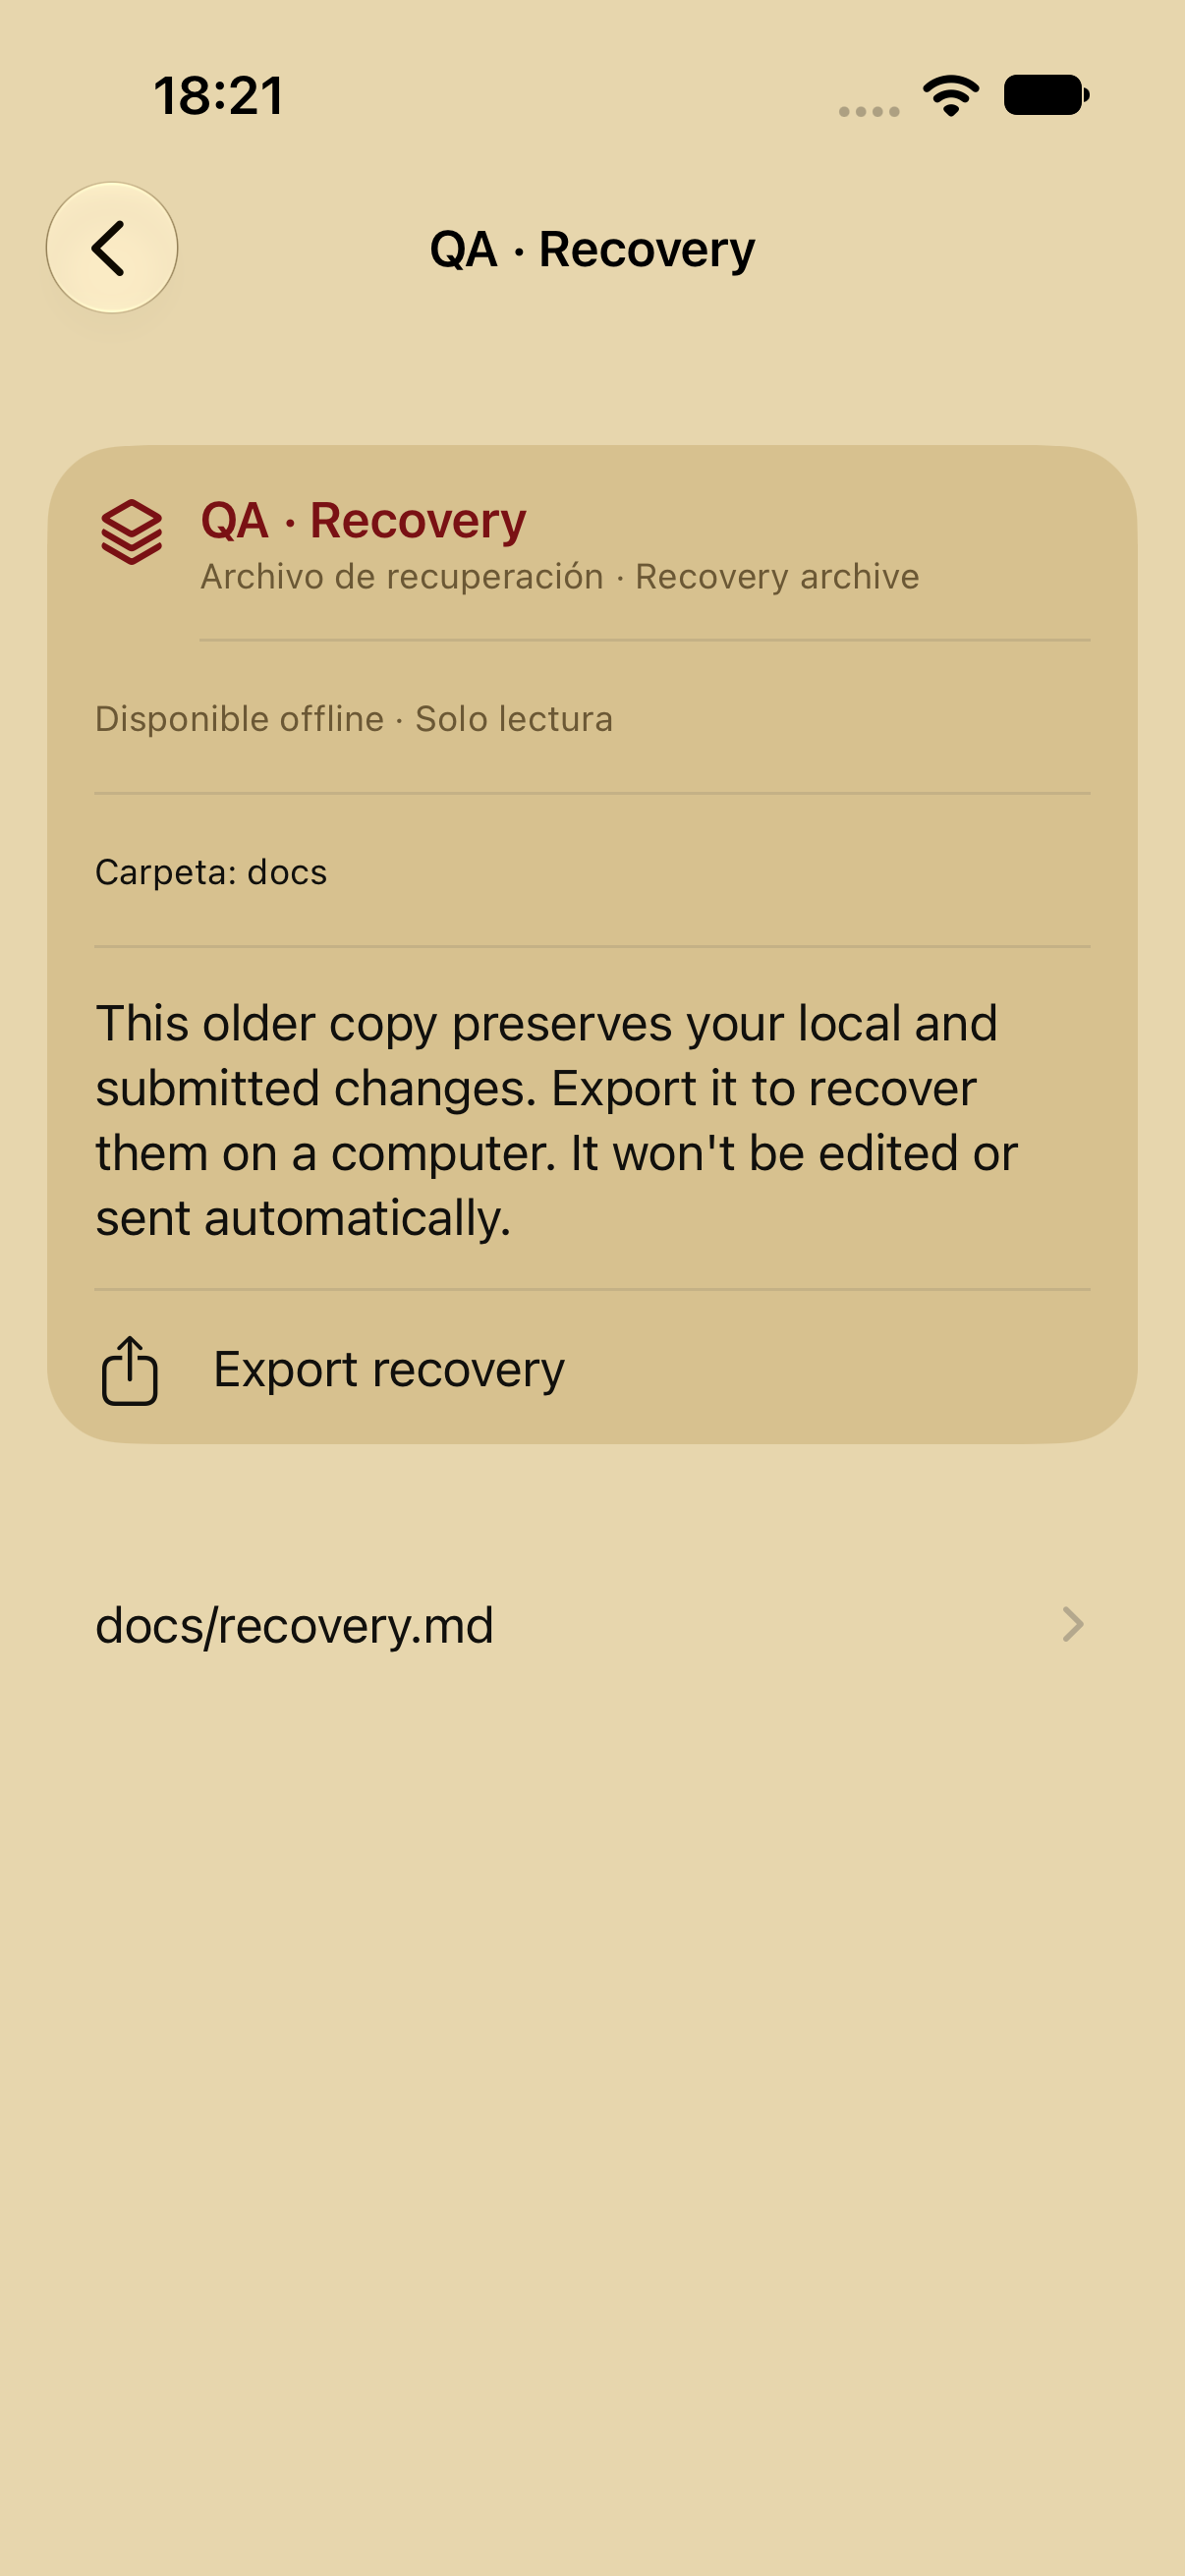 18:21
QA · Recovery
QA · Recovery
Archivo de recuperación · Recovery archive
Disponible offline · Solo lectura
Carpeta: docs
This older copy preserves your local and
submitted changes. Export it to recover
them on a computer. It won't be edited or
sent automatically.
Export recovery
docs/recovery.md